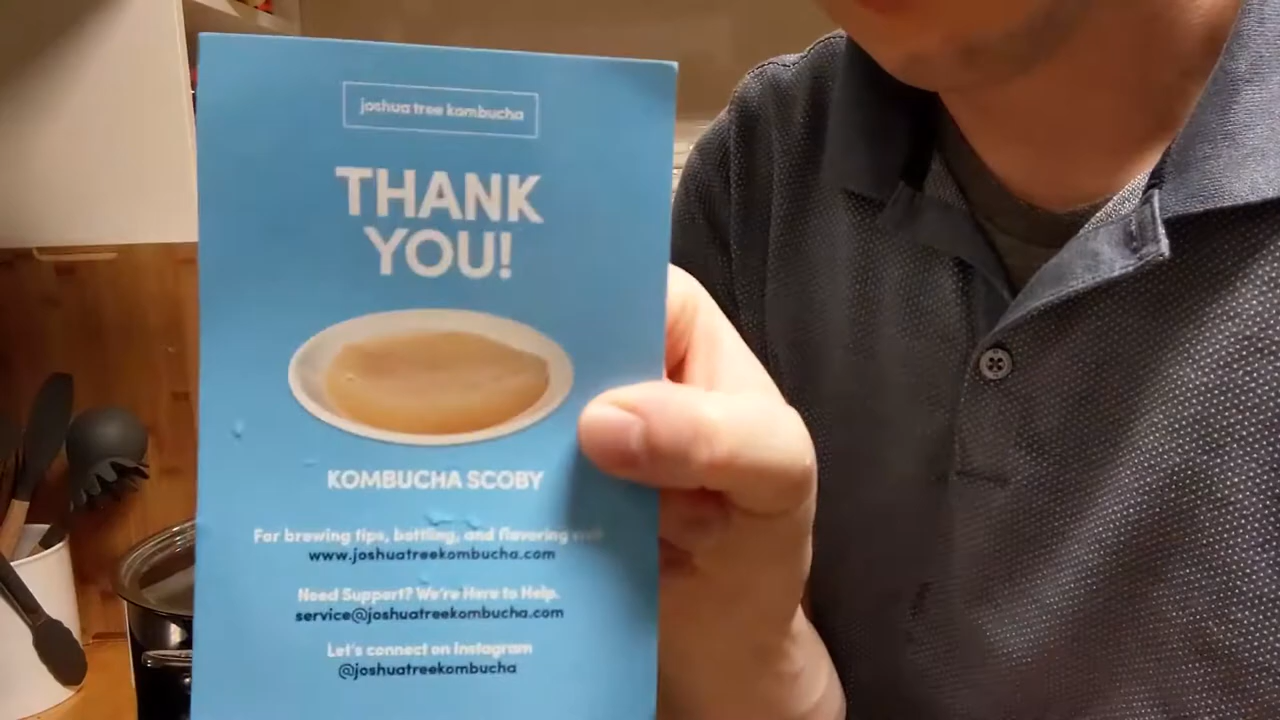 joshua tree kombucha
THANK
YOU!
KOMBUCHA SCOBY
For brewing tips, bottling, and flavoring visit
www.joshuatreekombucha.com
Need Support? We're Here to Help.
service@joshuatreekombucha.com
Let's connect on Instagram
@joshuatreekombucha